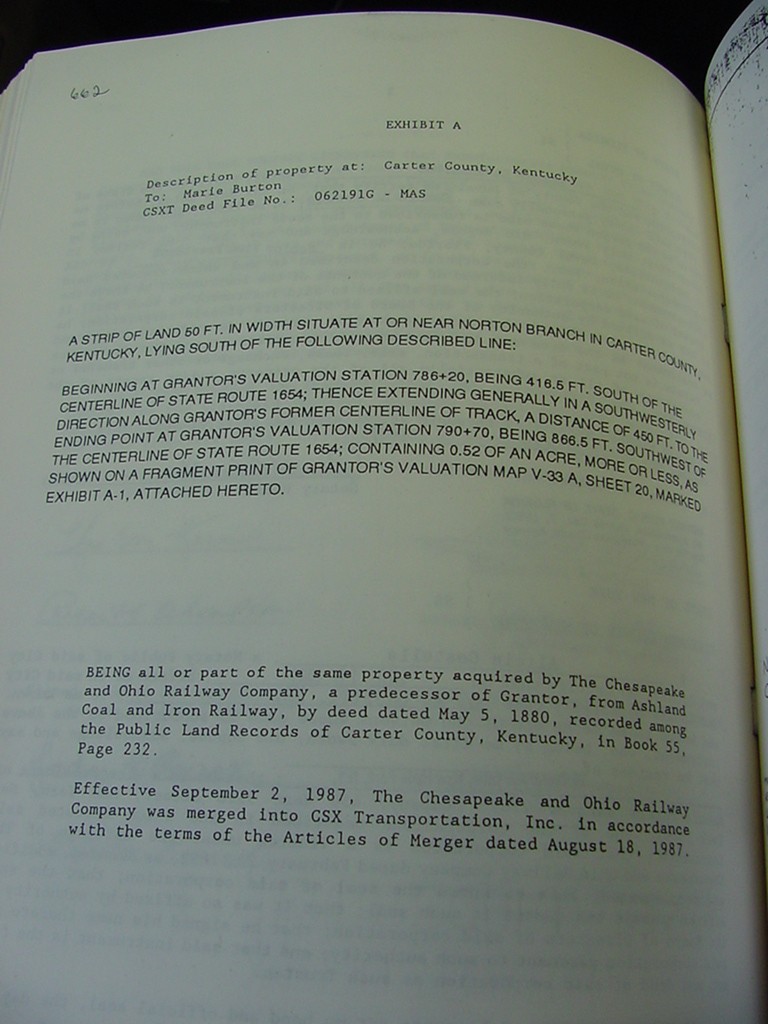 662
EXHIBIT A
Description of property at: Carter County, Kentucky
To: Marie Burton
CSXT Deed File No.: 062191G - MAS
A STRIP OF LAND 50 FT. IN WIDTH SITUATE AT OR NEAR NORTON BRANCH IN CARTER COUNTY,
KENTUCKY, LYING SOUTH OF THE FOLLOWING DESCRIBED LINE:
BEGINNING AT GRANTOR'S VALUATION STATION 786+20, BEING 416.5 FT. SOUTH OF THE
CENTERLINE OF STATE ROUTE 1654; THENCE EXTENDING GENERALLY IN A SOUTHWESTERLY
DIRECTION ALONG GRANTOR'S FORMER CENTERLINE OF TRACK, A DISTANCE OF 450 FT. TO THE
ENDING POINT AT GRANTOR'S VALUATION STATION 790+70, BEING 866.5 FT. SOUTHWEST OF
THE CENTERLINE OF STATE ROUTE 1654; CONTAINING 0.52 OF AN ACRE, MORE OR LESS, AS
SHOWN ON A FRAGMENT PRINT OF GRANTOR'S VALUATION MAP V-33 A, SHEET 20, MARKED
EXHIBIT A-1, ATTACHED HERETO.
BEING all or part of the same property acquired by The Chesapeake
and Ohio Railway Company, a predecessor of Grantor, from Ashland
Coal and Iron Railway, by deed dated May 5, 1880, recorded among
the Public Land Records of Carter County, Kentucky, in Book 55,
Page 232.
Effective September 2, 1987, The Chesapeake and Ohio Railway
Company was merged into CSX Transportation, Inc. in accordance
with the terms of the Articles of Merger dated August 18, 1987.